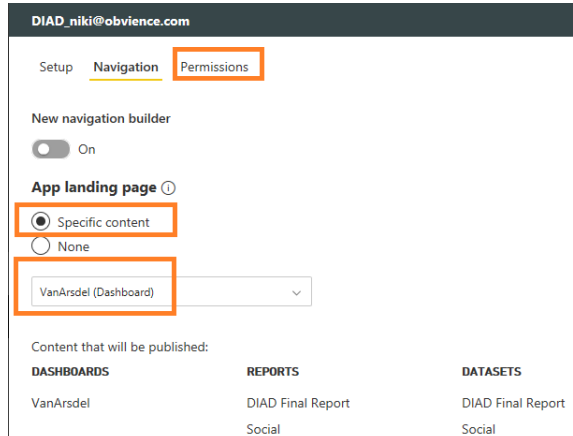 DIAD_niki@obvience.com
Setup Navigation Permissions
New navigation builder
On
App landing page
Specific content
None
VanArsdel (Dashboard)
Content that will be published:
DASHBOARDS REPORTS DATASETS
VanArsdel DIAD Final Report DIAD Final Report
Social Social